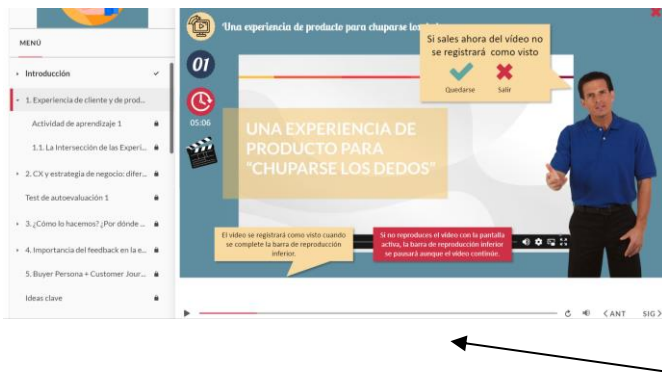 MENÚ
Introducción
1. Experiencia de cliente y de prod...
Actividad de aprendizaje 1
1.1. La Intersección de las Experi...
2. CX y estrategia de negocio: difer...
Test de autoevaluación 1
3. ¿Cómo lo hacemos? ¿Por dónde ...
4. Importancia del feedback en la e...
5. Buyer Persona + Customer Jour...
Ideas clave
Una experiencia de producto para chuparse los
01
05:06
Si sales ahora del vídeo no
se registrará como visto
Quedarse Salir
UNA EXPERIENCIA DE
PRODUCTO PARA
"CHUPARSE LOS DEDOS"
El vídeo se registrará como visto cuando
se complete la barra de reproducción
inferior.
Si no reproduces el vídeo con la pantalla
activa, la barra de reproducción inferior
se pausará aunque el vídeo continúe.
< ANT SIG >